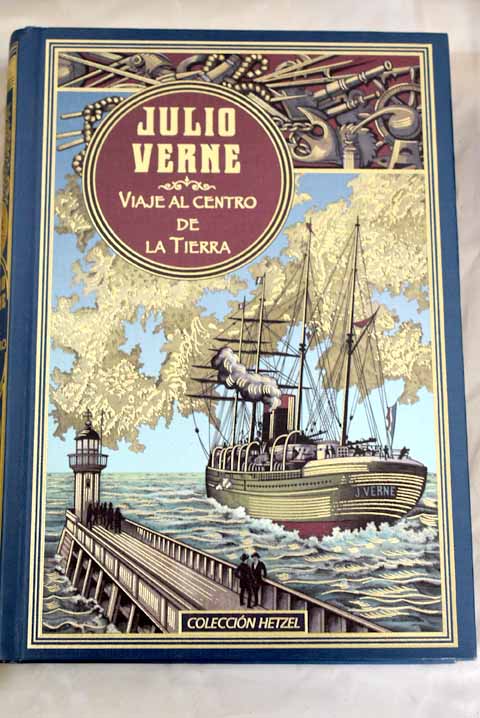 JULIO
VERNE
VIAJE AL CENTRO
DE
LA TIERRA
J. VERNE
COLECCIÓN HETZEL